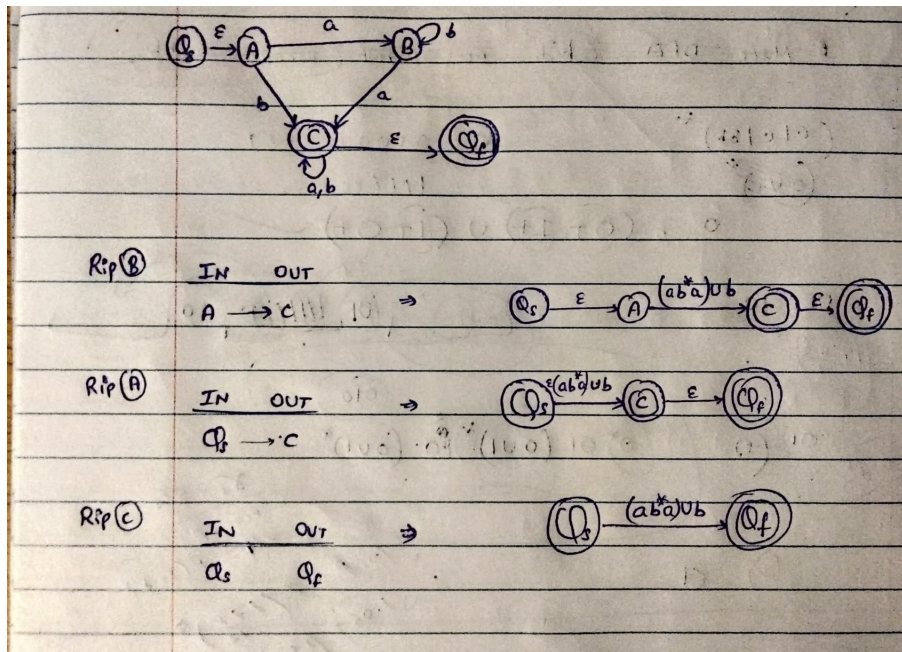 ε a b
Qs A B
b a
C ε Qf
a,b
Rip B IN OUT
A → C ⇒ Qs ε A (ab*a)∪b C ε Qf
Rip A IN OUT ⇒ Qs ε(ab*a)∪b C ε Qf
Qs → C
Rip C IN OUT ⇒ Qs (ab*a)∪b Qf
Qs Qf